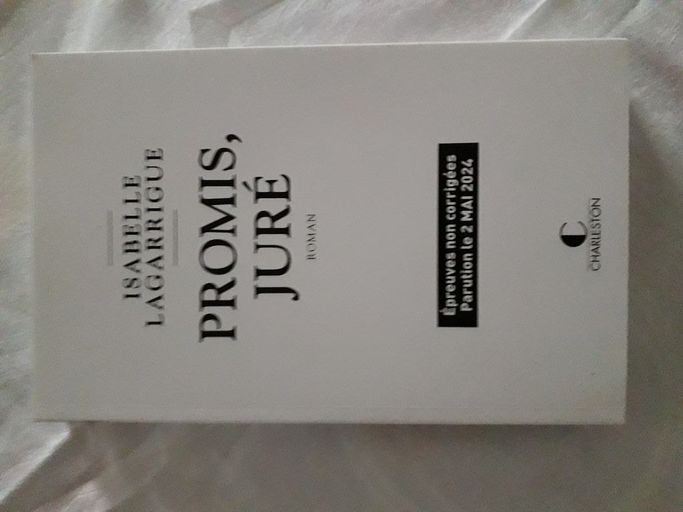 ISABELLE
LAGARRIGUE
PROMIS,
JURÉ
ROMAN
Épreuves non corrigées
Parution le 2 MAI 2024
C
CHARLESTON